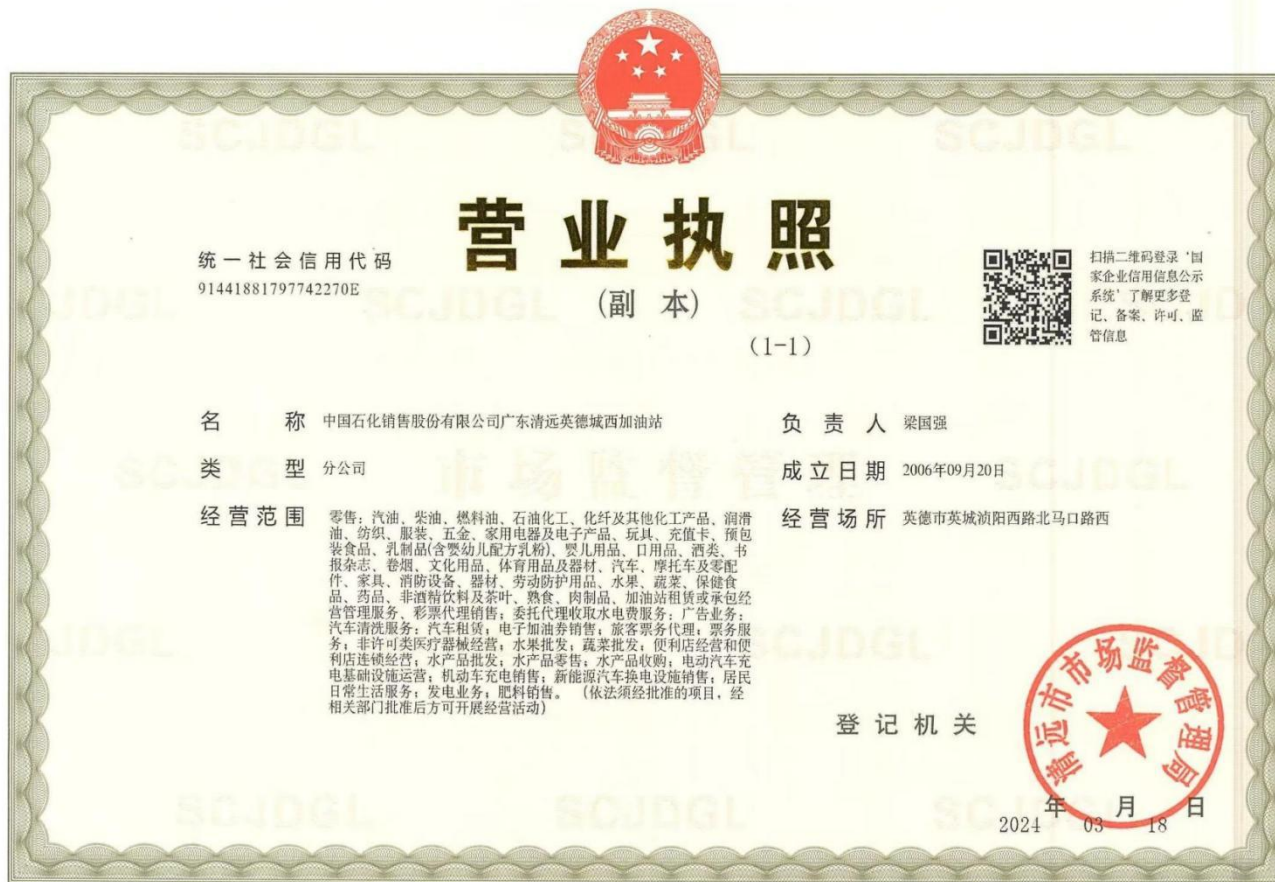 营业执照
(副 本)
(1-1)
统一社会信用代码
91441881797742270E
扫描二维码登录‘国
家企业信用信息公示
系统’了解更多登
记、备案、许可、监
管信息
名 称 中国石化销售股份有限公司广东清远英德城西加油站
类 型 分公司
经营范围 零售：汽油、柴油、燃料油、石油化工、化纤及其他化工产品、润滑
油、纺织、服装、五金、家用电器及电子产品、玩具、充值卡、预包
装食品、乳制品(含婴幼儿配方乳粉)、婴儿用品、日用品、酒类、书
报杂志、卷烟、文化用品、体育用品及器材、汽车、摩托车及零配
件、家具、消防设备、器材、劳动防护用品、水果、蔬菜、保健食
品、药品、非酒精饮料及茶叶、熟食、肉制品、加油站租赁或承包经
营管理服务、彩票代理销售；委托代理收取水电费服务；广告业务；
汽车清洗服务；汽车租赁；电子加油券销售；旅客票务代理；票务服
务；非许可类医疗器械经营；水果批发；蔬菜批发；便利店经营和便
利店连锁经营；水产品批发；水产品零售；水产品收购；电动汽车充
电基础设施运营；机动车充电销售；新能源汽车换电设施销售；居民
日常生活服务；发电业务；肥料销售。（依法须经批准的项目，经
相关部门批准后方可开展经营活动）
负责人 梁国强
成立日期 2006年09月20日
经营场所 英德市英城浈阳西路北马口路西
登记机关
清远市市场监督管理局
2024年03月18日
SCJDGL
市场监督管理